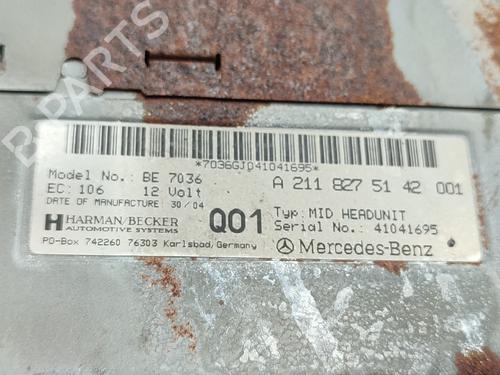 *7036GJ041041695*
Model No.: BE 7036
EC: 106 12 Volt
DATE OF MANUFACTURE: 30/04
A 211 827 51 42 001
H HARMAN/BECKER
AUTOMOTIVE SYSTEMS
Q01
Typ: MID HEADUNIT
Serial No.: 41041695
PO-Box 742260 76303 Karlsbad, Germany
Mercedes-Benz
B-PARTS